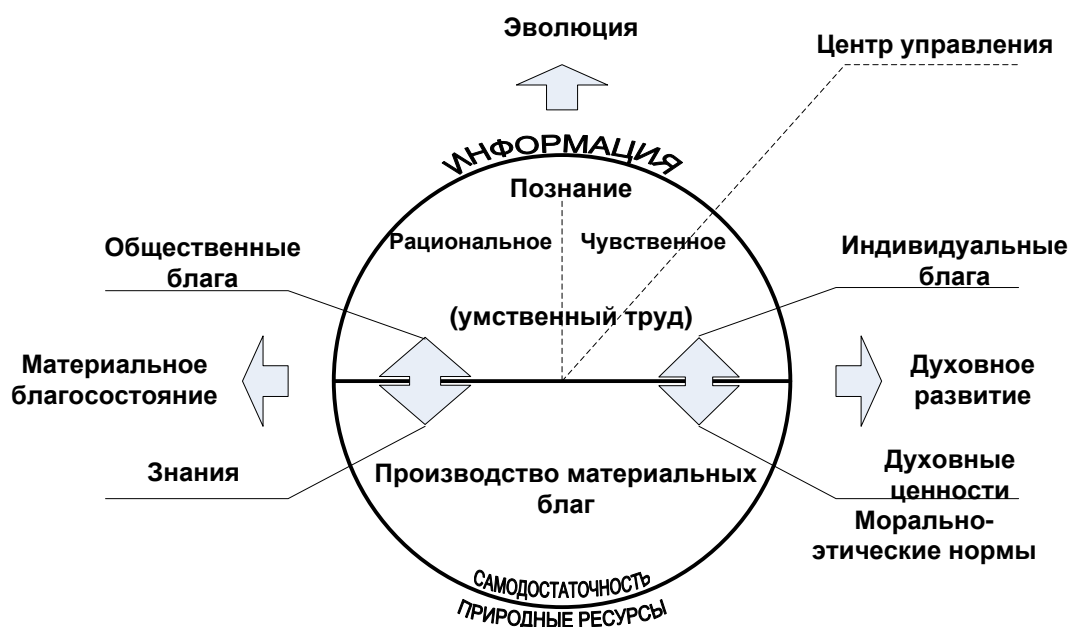 Эволюция
Центр управления
ИНФОРМАЦИЯ
Познание
Рациональное
Чувственное
Общественные
блага
Индивидуальные
блага
(умственный труд)
Материальное
благосостояние
Духовное
развитие
Знания
Производство материальных
благ
Духовные
ценности
Морально-
этические нормы
САМОДОСТАТОЧНОСТЬ
ПРИРОДНЫЕ РЕСУРСЫ